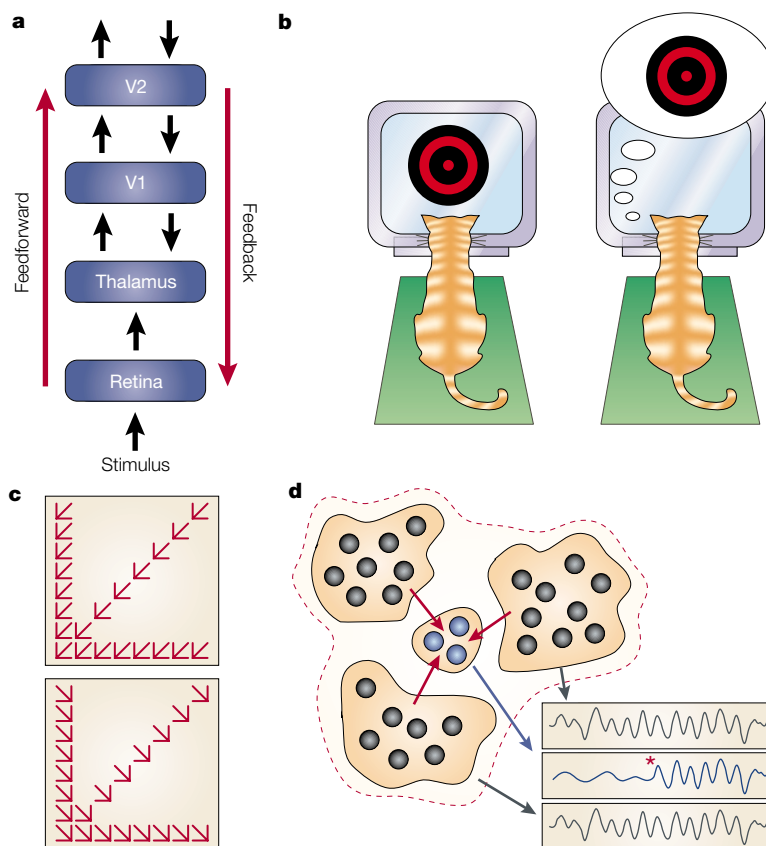 a
V2
V1
Thalamus
Retina
Stimulus
Feedforward
Feedback
b
c
d
*